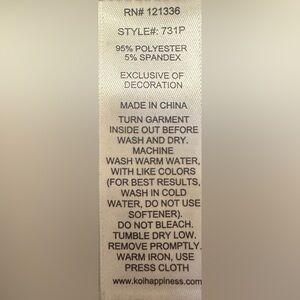 RN# 121336
STYLE#: 731P
95% POLYESTER
5% SPANDEX
EXCLUSIVE OF
DECORATION
MADE IN CHINA
TURN GARMENT
INSIDE OUT BEFORE
WASH AND DRY.
MACHINE
WASH WARM WATER,
WITH LIKE COLORS
(FOR BEST RESULTS,
WASH IN COLD
WATER, DO NOT USE
SOFTENER).
DO NOT BLEACH.
TUMBLE DRY LOW.
REMOVE PROMPTLY.
WARM IRON, USE
PRESS CLOTH
www.koihappiness.com